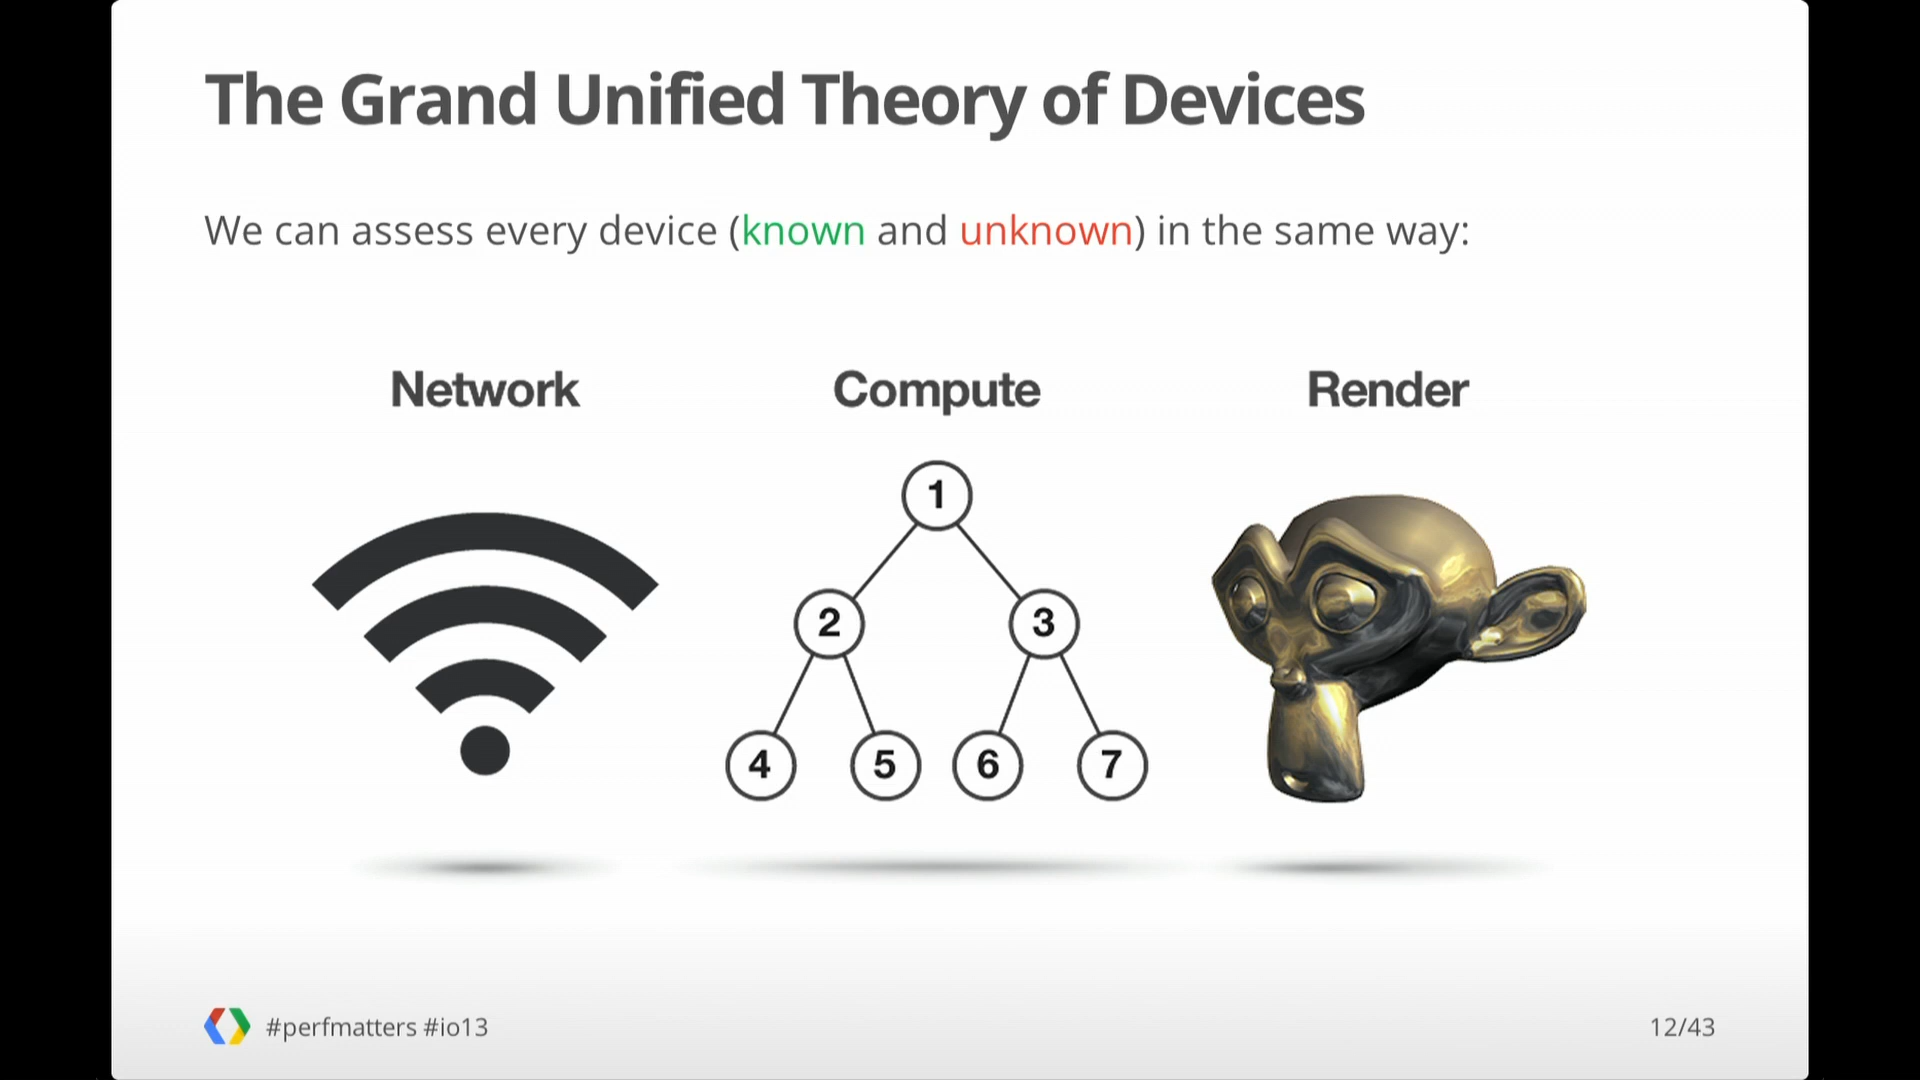 The Grand Unified Theory of Devices
We can assess every device (known and unknown) in the same way:
Network
Compute
Render
1
2
3
4
5
6
7
#perfmatters #io13
12/43